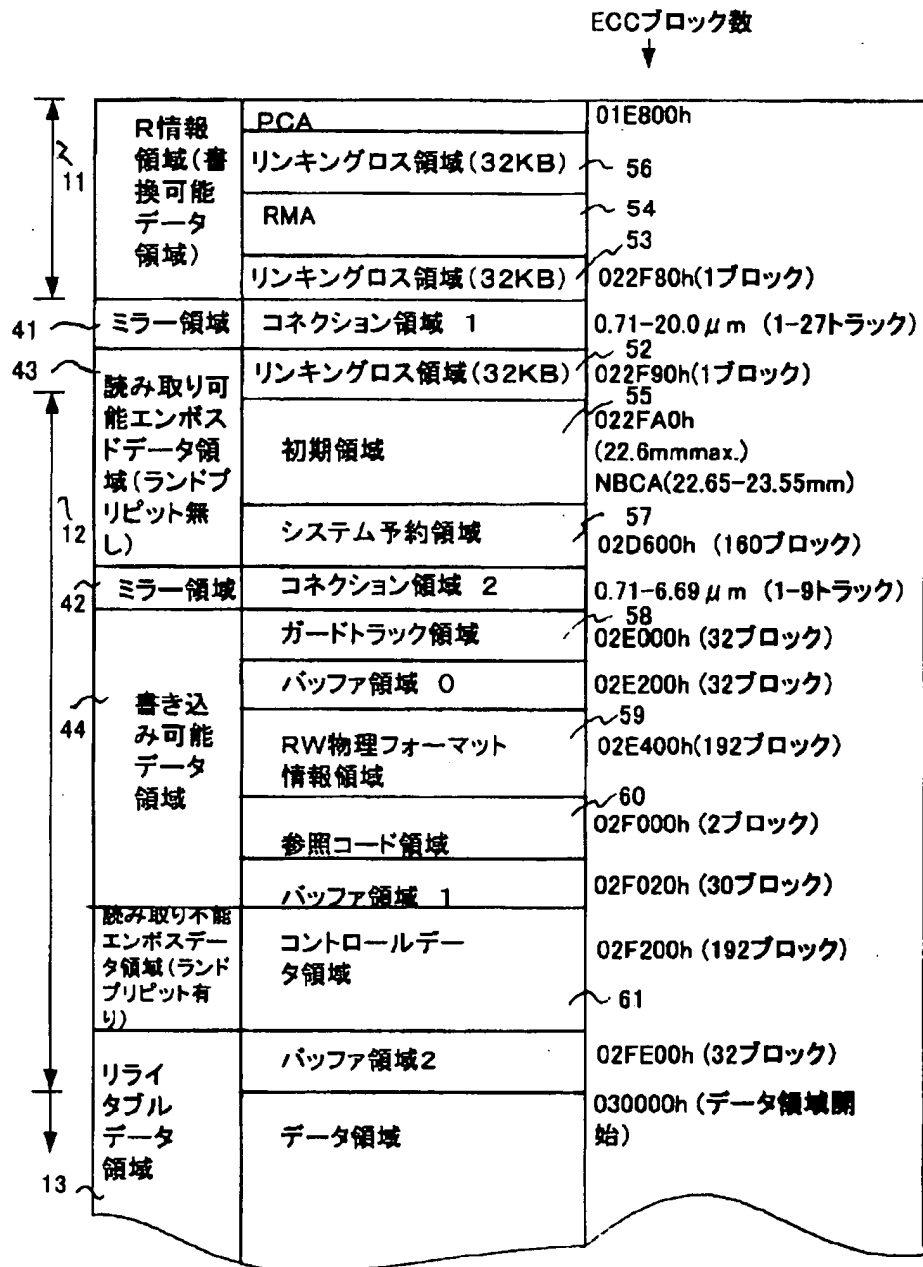 ECCブロック数
R情報
領域(書
換可能
データ
領域)
PCA
01E800h
リンキングロス領域(32KB)
56
11
RMA
54
53
リンキングロス領域(32KB)
022F80h(1ブロック)
41
ミラー領域
コネクション領域 1
0.71-20.0μm (1-27トラック)
43
52
リンキングロス領域(32KB)
022F90h(1ブロック)
読み取り可
能エンボス
ドデータ領
域(ランドプ
リピット無
し)
55
初期領域
022FA0h
(22.6mmmax.)
NBCA(22.65-23.55mm)
12
システム予約領域
57
02D600h (160ブロック)
42
ミラー領域
コネクション領域 2
0.71-6.69μm (1-9トラック)
58
ガードトラック領域
02E000h (32ブロック)
バッファ領域 0
02E200h (32ブロック)
44
書き込
み可能
データ
領域
59
RW物理フォーマット
情報領域
02E400h(192ブロック)
60
参照コード領域
02F000h (2ブロック)
バッファ領域 1
02F020h (30ブロック)
読み取り不能
エンボスデー
タ領域(ランド
プリピット有
り)
コントロールデー
タ領域
02F200h (192ブロック)
61
バッファ領域2
02FE00h (32ブロック)
リライ
タブル
データ
領域
データ領域
030000h (データ領域開
始)
13